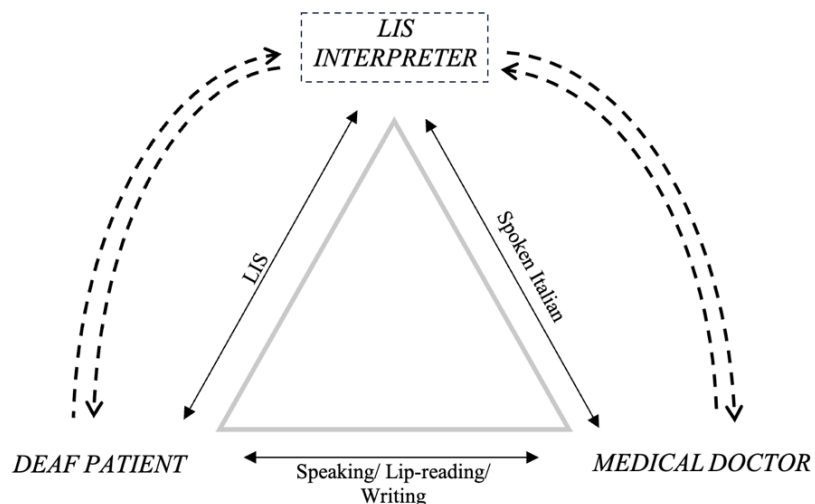 LIS
INTERPRETER
LIS
Spoken Italian
DEAF PATIENT
Speaking/ Lip-reading/
Writing
MEDICAL DOCTOR